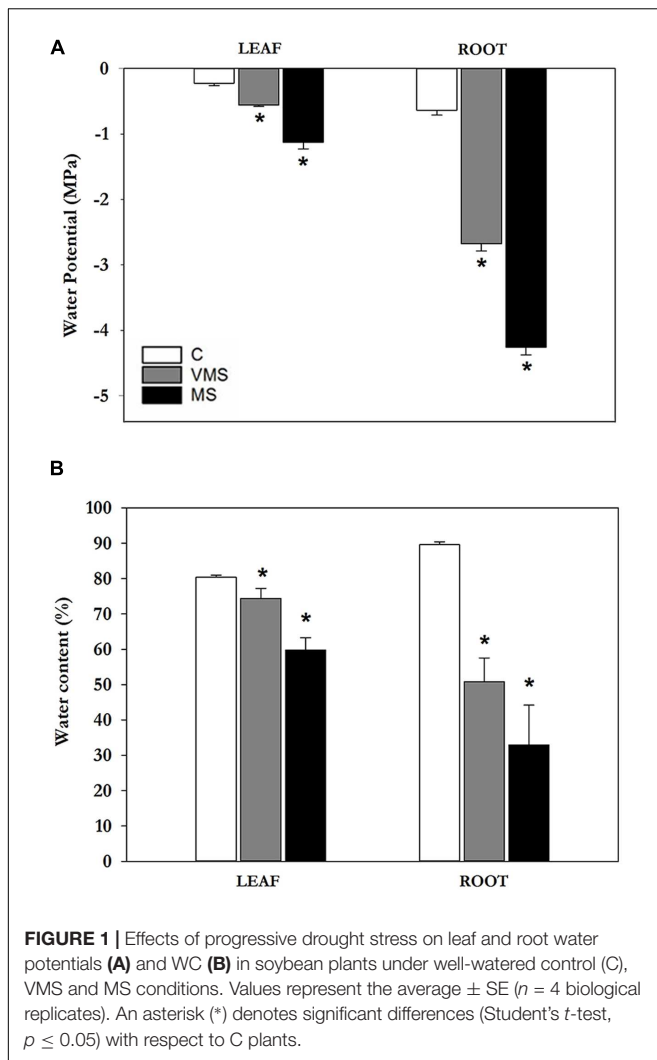 A
LEAF
ROOT
0
-1
-2
-3
-4
-5
Water Potential (MPa)
* * * *
C
VMS
MS
B
100
90
80
70
60
50
40
30
20
10
0
Water content (%)
* * * *
LEAF
ROOT
FIGURE 1 | Effects of progressive drought stress on leaf and root water
potentials (A) and WC (B) in soybean plants under well-watered control (C),
VMS and MS conditions. Values represent the average ± SE (n = 4 biological
replicates). An asterisk (*) denotes significant differences (Student's t-test,
p ≤ 0.05) with respect to C plants.